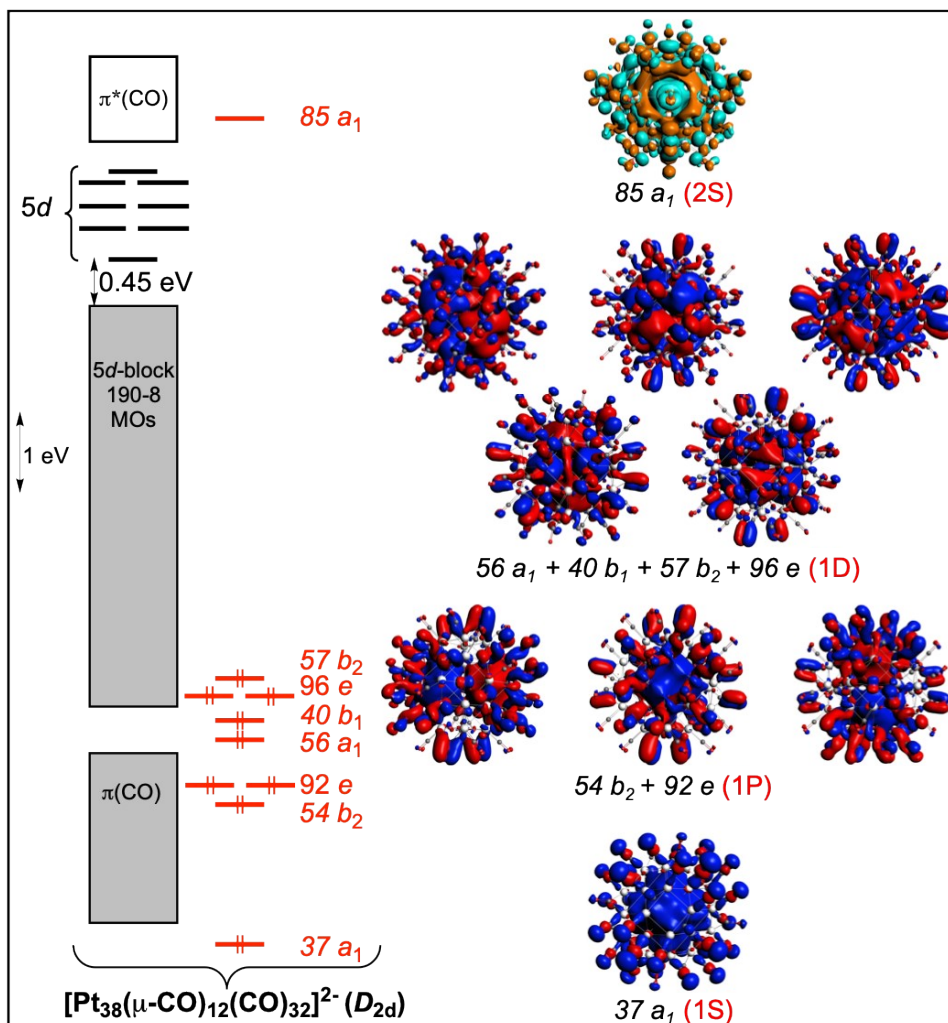 π*(CO)
85 a₁
5d
0.45 eV
5d-block
190-8
MOs
1 eV
57 b₂
96 e
40 b₁
56 a₁
π(CO)
92 e
54 b₂
37 a₁
[Pt₃₈(μ-CO)₁₂(CO)₃₂]²⁻ (D₂d)
85 a₁ (2S)
56 a₁ + 40 b₁ + 57 b₂ + 96 e (1D)
54 b₂ + 92 e (1P)
37 a₁ (1S)